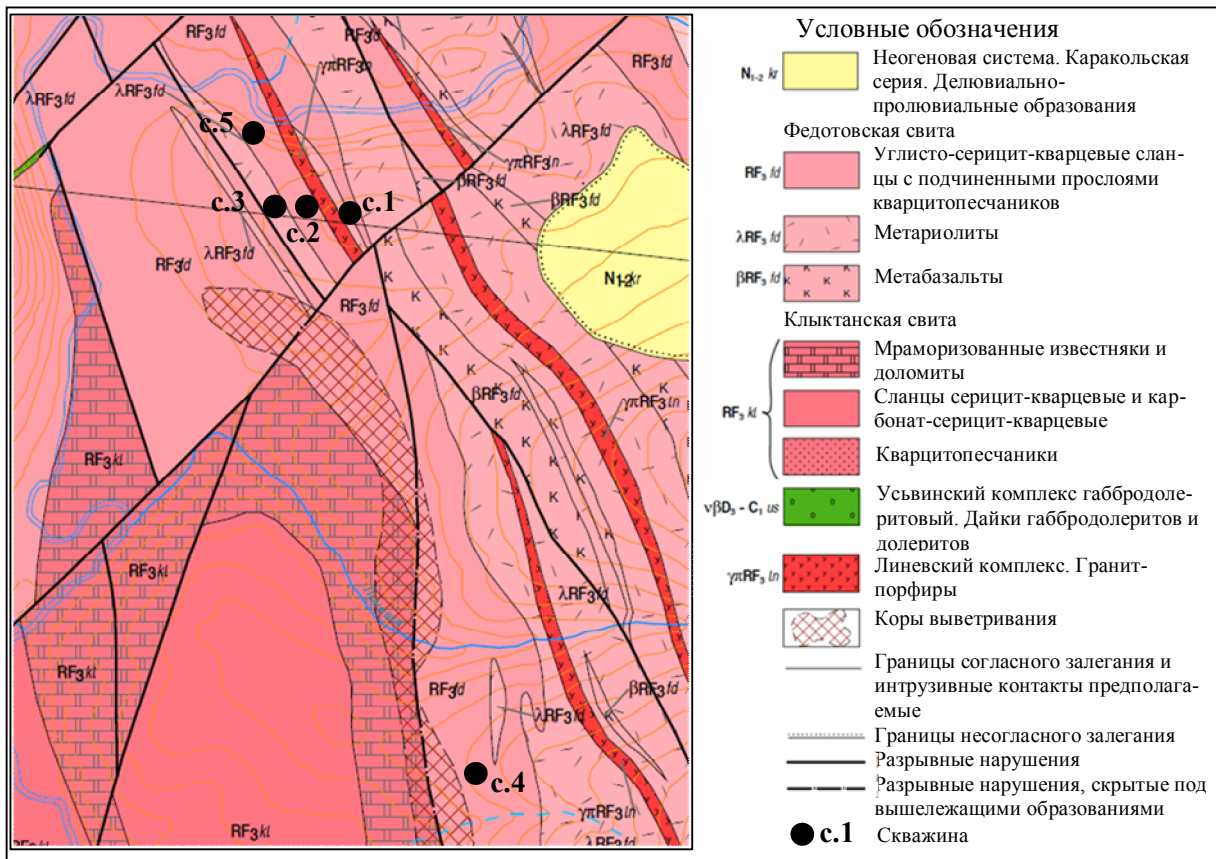 RF₃fd
RF₃fd
γπRF₃ln
λRF₃fd
λRF₃fd
λRF₃fd
с.5
γπRF₃ln
βRF₃fd
βRF₃fd
с.3
с.1
с.2
RF₃fd
λRF₃fd
N₁₋₂kr
RF₃fd
βRF₃fd
γπRF₃ln
RF₃kl
RF₃kl
λRF₃fd
RF₃kl
RF₃fd
βRF₃fd
λRF₃fd
с.4
γπRF₃ln
RF₃kl
λRF₃fd
Условные обозначения
N₁₋₂ kr
Неогеновая система. Каракольская
серия. Делювиально-
пролювиальные образования
Федотовская свита
RF₃ fd
Углисто-серицит-кварцевые слан-
цы с подчиненными прослоями
кварцитопесчаников
λRF₃ fd
Метариолиты
βRF₃ fd
Метабазальты
Клыктанская свита
Мраморизованные известняки и
доломиты
RF₃ kl
Сланцы серицит-кварцевые и кар-
бонат-серицит-кварцевые
Кварцитопесчаники
νβD₃ - C₁ us
Усьвинский комплекс габбродоле-
ритовый. Дайки габбродолеритов и
долеритов
γπRF₃ ln
Линевский комплекс. Гранит-
порфиры
Коры выветривания
Границы согласного залегания и
интрузивные контакты предполага-
емые
Границы несогласного залегания
Разрывные нарушения
Разрывные нарушения, скрытые под
вышележащими образованиями
с.1 Скважина